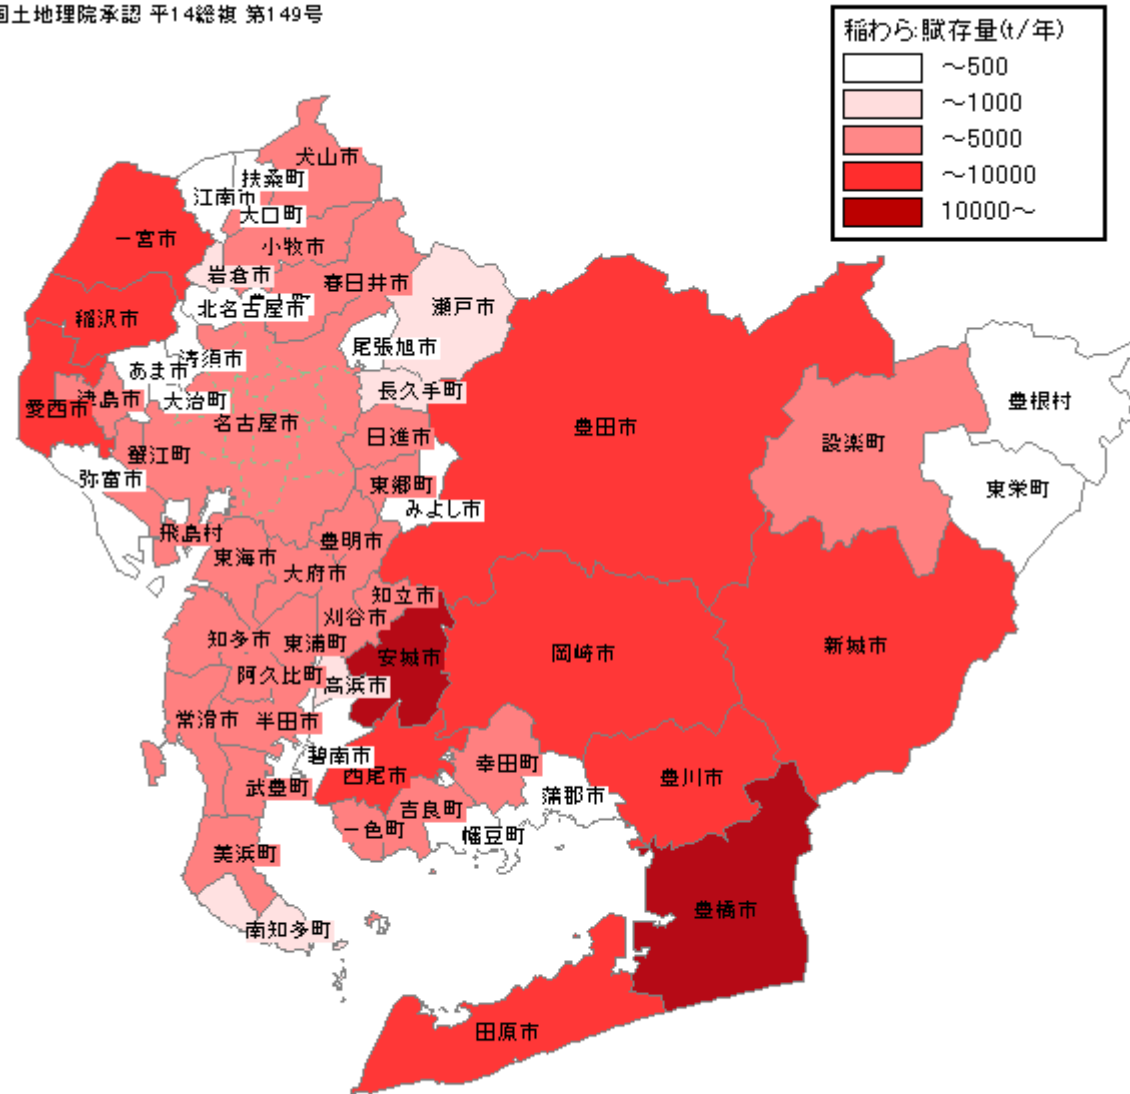 国土地理院承認 平14総複 第149号
稲わら:賦存量(t/年)
～500
～1000
～5000
～10000
10000～
犬山市
扶桑町
江南市
大口町
一宮市
小牧市
岩倉市
春日井市
北名古屋市
瀬戸市
稲沢市
尾張旭市
清須市
あま市
長久手町
津島市
大治町
愛西市
名古屋市
豊田市
豊根村
日進市
設楽町
蟹江町
弥富市
東郷町
東栄町
みよし市
飛島村
豊明市
東海市
大府市
知立市
刈谷市
知多市
東浦町
安城市
岡崎市
新城市
阿久比町
高浜市
常滑市
半田市
碧南市
幸田町
西尾市
豊川市
武豊町
蒲郡市
吉良町
一色町
幡豆町
美浜町
豊橋市
南知多町
田原市